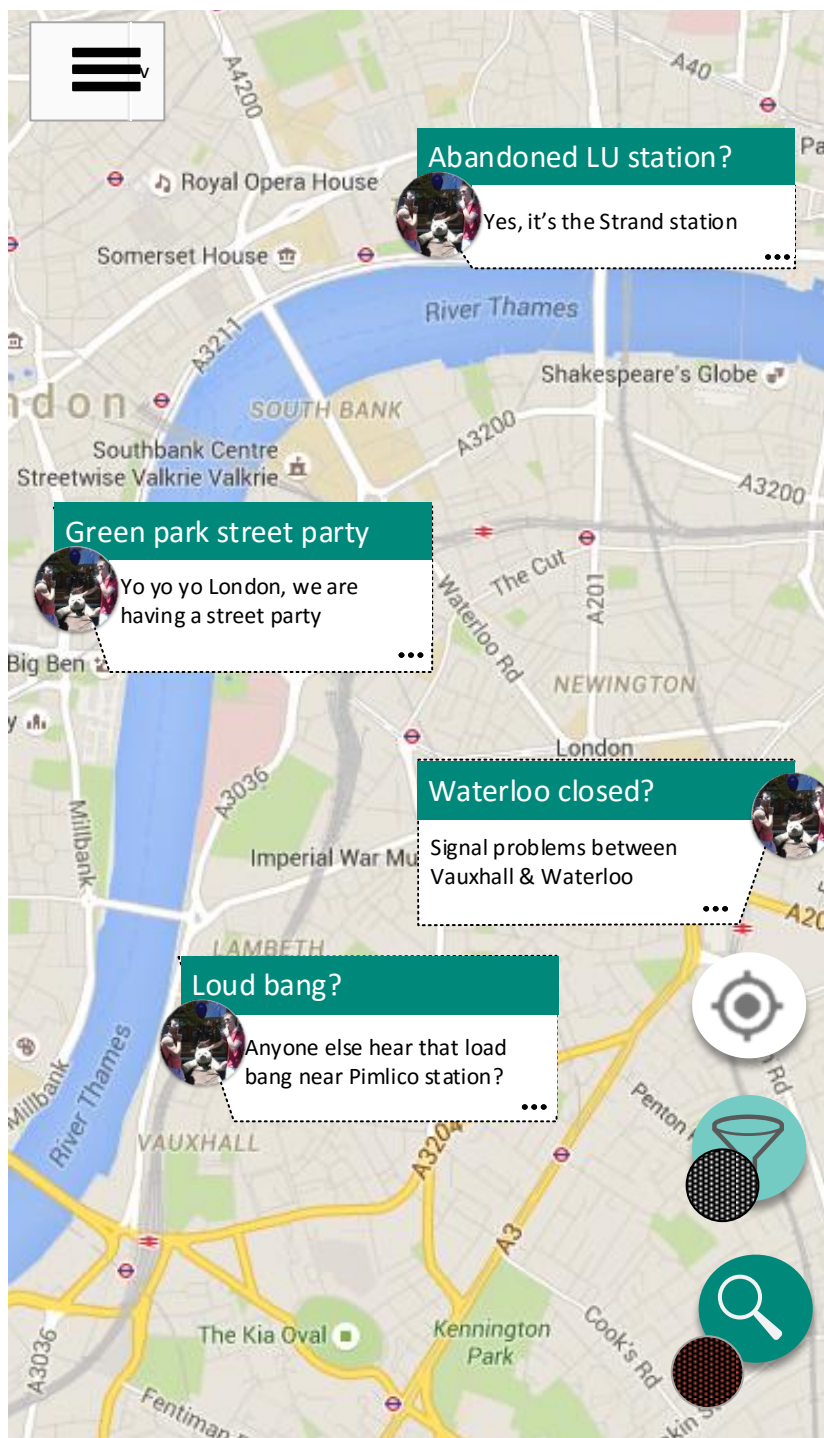 v
A4200
A40
Abandoned LU station?
Yes, it's the Strand station
Royal Opera House
Somerset House
A3211
River Thames
Shakespeare's Globe
SOUTH BANK
A3200
Southbank Centre
Streetwise Valkrie Valkrie
A3200
Green park street party
Yo yo yo London, we are
having a street party
The Cut
A201
Waterloo Rd
Big Ben
NEWINGTON
London
A3036
Waterloo closed?
Signal problems between
Vauxhall & Waterloo
Millbank
Imperial War Mu
LAMBETH
Loud bang?
Anyone else hear that load
bang near Pimlico station?
Millbank
River Thames
VAUXHALL
A3204
Rd
Penton
A3
The Kia Oval
Kennington
Park
Cook's Rd
A3036
Fentiman